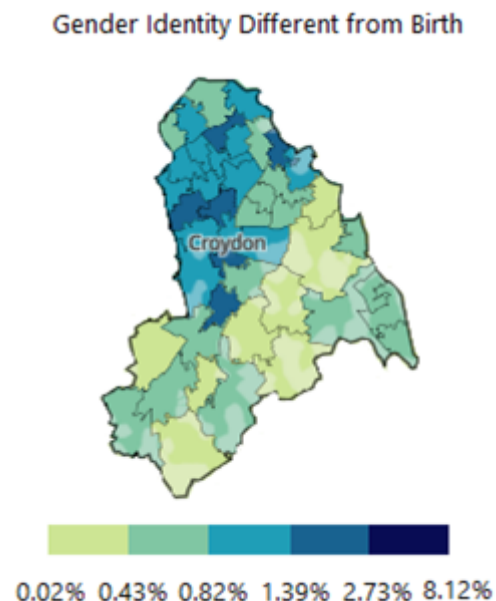 Gender Identity Different from Birth
Croydon
0.02% 0.43% 0.82% 1.39% 2.73% 8.12%